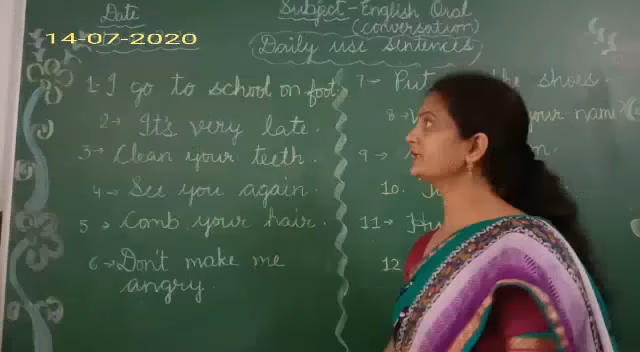 Date
Subject - English Oral
(conversation)
14-07-2020
Daily use sentences
1. I go to school on foot.
2 → It's very late.
3 → Clean your teeth
4 → See you again.
5 → Comb your hair.
6 → Don't make me
angry.
7 → Put the shoes.
8 → your name
9 →
10.
11 →
12